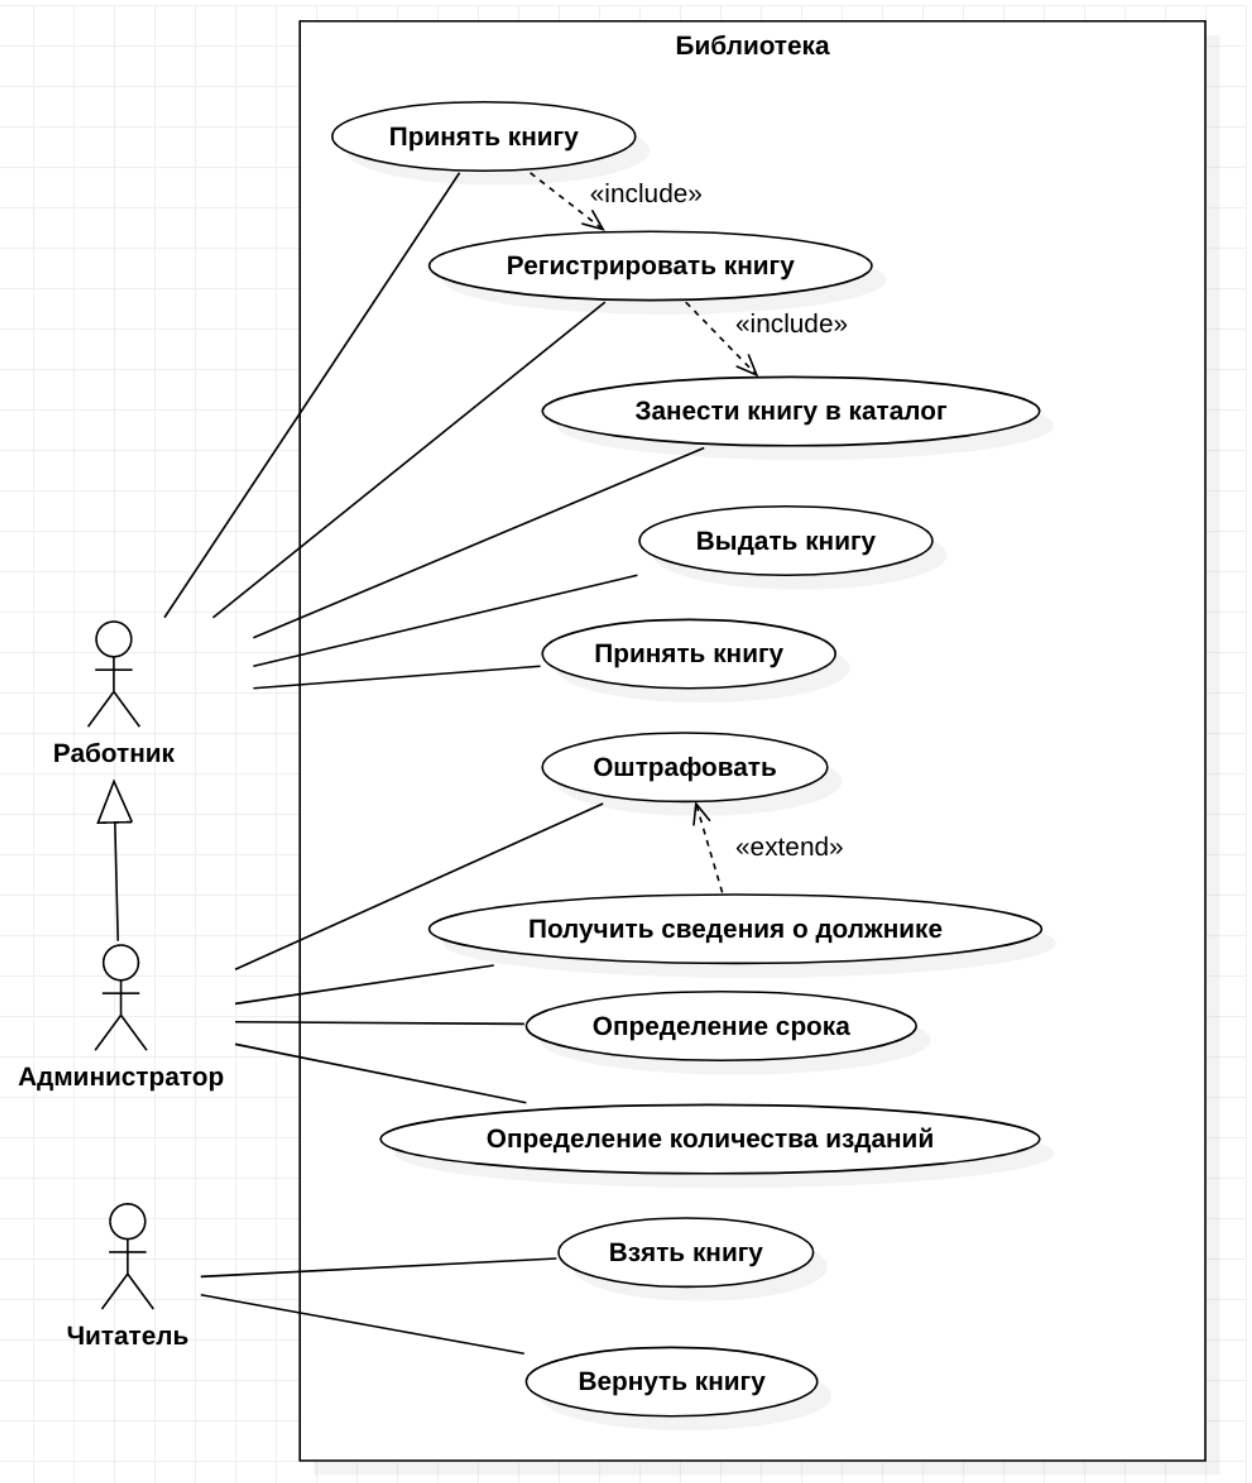 Библиотека
Принять книгу
«include»
Регистрировать книгу
«include»
Занести книгу в каталог
Выдать книгу
Принять книгу
Работник
Оштрафовать
«extend»
Получить сведения о должнике
Определение срока
Администратор
Определение количества изданий
Взять книгу
Читатель
Вернуть книгу